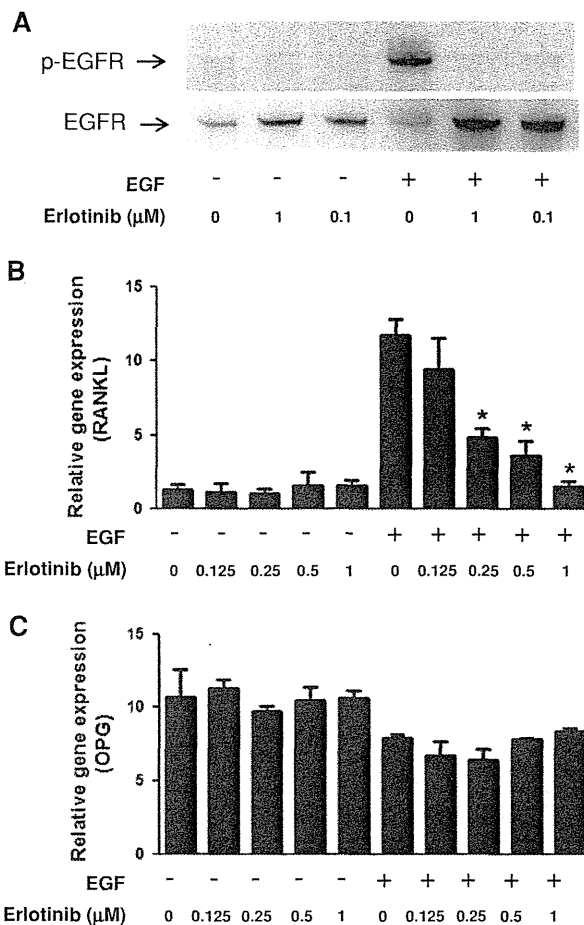 A
p-EGFR →
EGFR →
EGF - - - + + +
Erlotinib (μM) 0 1 0.1 0 1 0.1
B
Relative gene expression
(RANKL)
15
10
5
0
* * *
EGF - - - - - + + + + +
Erlotinib (μM) 0 0.125 0.25 0.5 1 0 0.125 0.25 0.5 1
C
Relative gene expression
(OPG)
15
10
5
0
EGF - - - - - + + + + +
Erlotinib (μM) 0 0.125 0.25 0.5 1 0 0.125 0.25 0.5 1